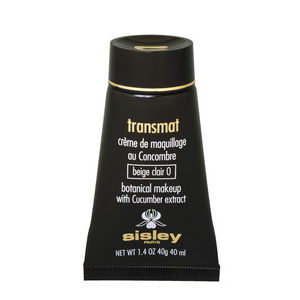 transmat
crème de maquillage
au Concombre
beige clair 0
botanical makeup
with Cucumber extract
sisley
PARIS
NET WT 1.4 OZ 40g 40 ml